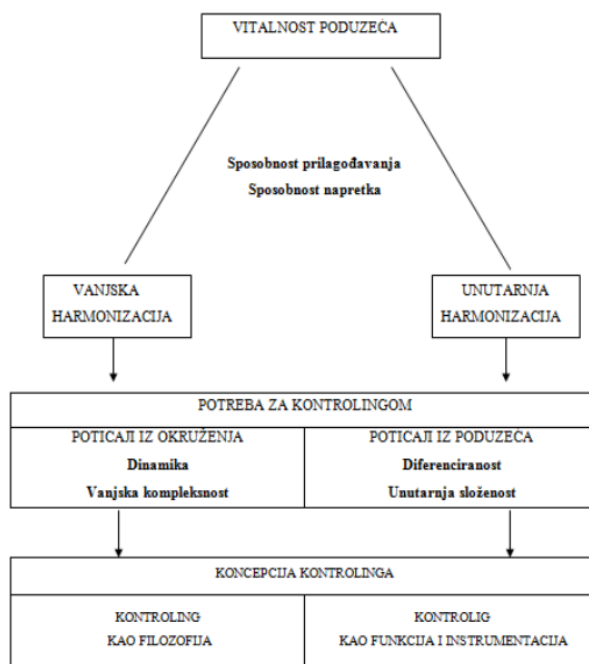 VITALNOST PODUZEĆA
Sposobnost prilagođavanja
Sposobnost napretka
VANJSKA
HARMONIZACIJA
UNUTARNJA
HARMONIZACIJA
POTREBA ZA KONTROLINGOM
POTICAJI IZ OKRUŽENJA
Dinamika
Vanjska kompleksnost
POTICAJI IZ PODUZEĆA
Diferenciranost
Unutarnja složenost
KONCEPCIJA KONTROLINGA
KONTROLING
KAO FILOZOFIJA
KONTROLIG
KAO FUNKCIJA I INSTRUMENTACIJA